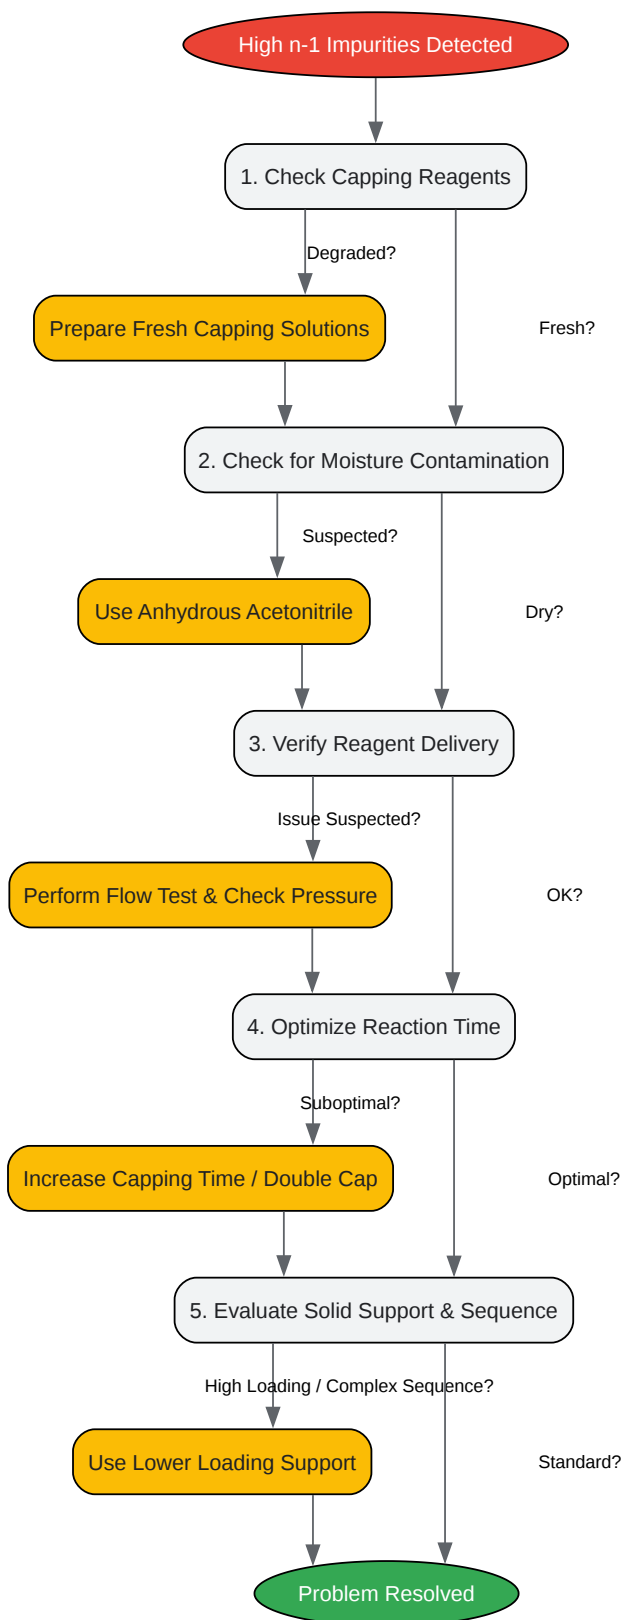 High n-1 Impurities Detected
1. Check Capping Reagents
Degraded?
Prepare Fresh Capping Solutions
Fresh?
2. Check for Moisture Contamination
Suspected?
Use Anhydrous Acetonitrile
Dry?
3. Verify Reagent Delivery
Issue Suspected?
Perform Flow Test & Check Pressure
OK?
4. Optimize Reaction Time
Suboptimal?
Increase Capping Time / Double Cap
Optimal?
5. Evaluate Solid Support & Sequence
High Loading / Complex Sequence?
Use Lower Loading Support
Standard?
Problem Resolved